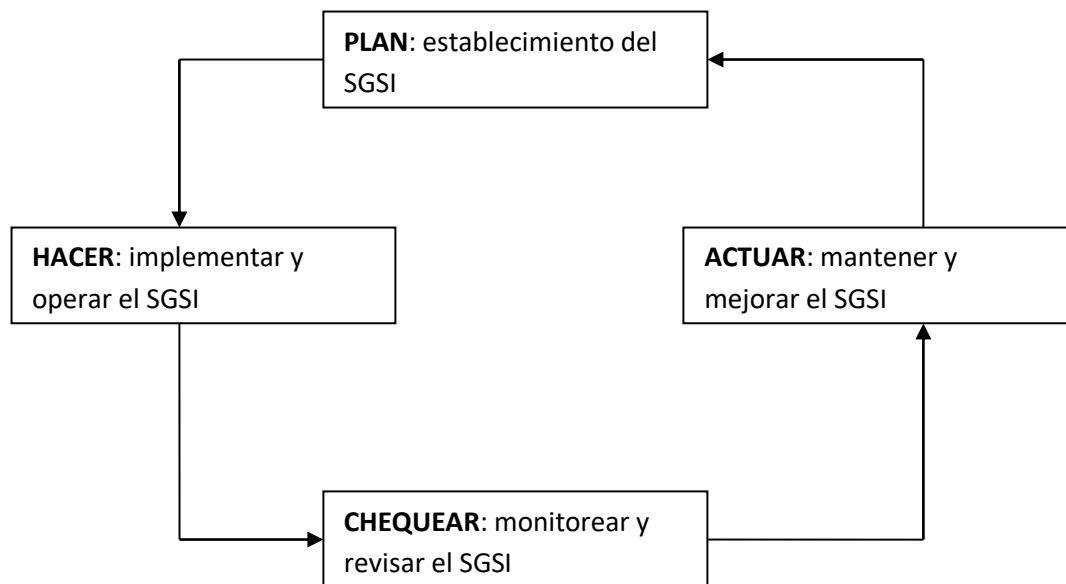 PLAN: establecimiento del
SGSI
HACER: implementar y
operar el SGSI
ACTUAR: mantener y
mejorar el SGSI
CHEQUEAR: monitorear y
revisar el SGSI